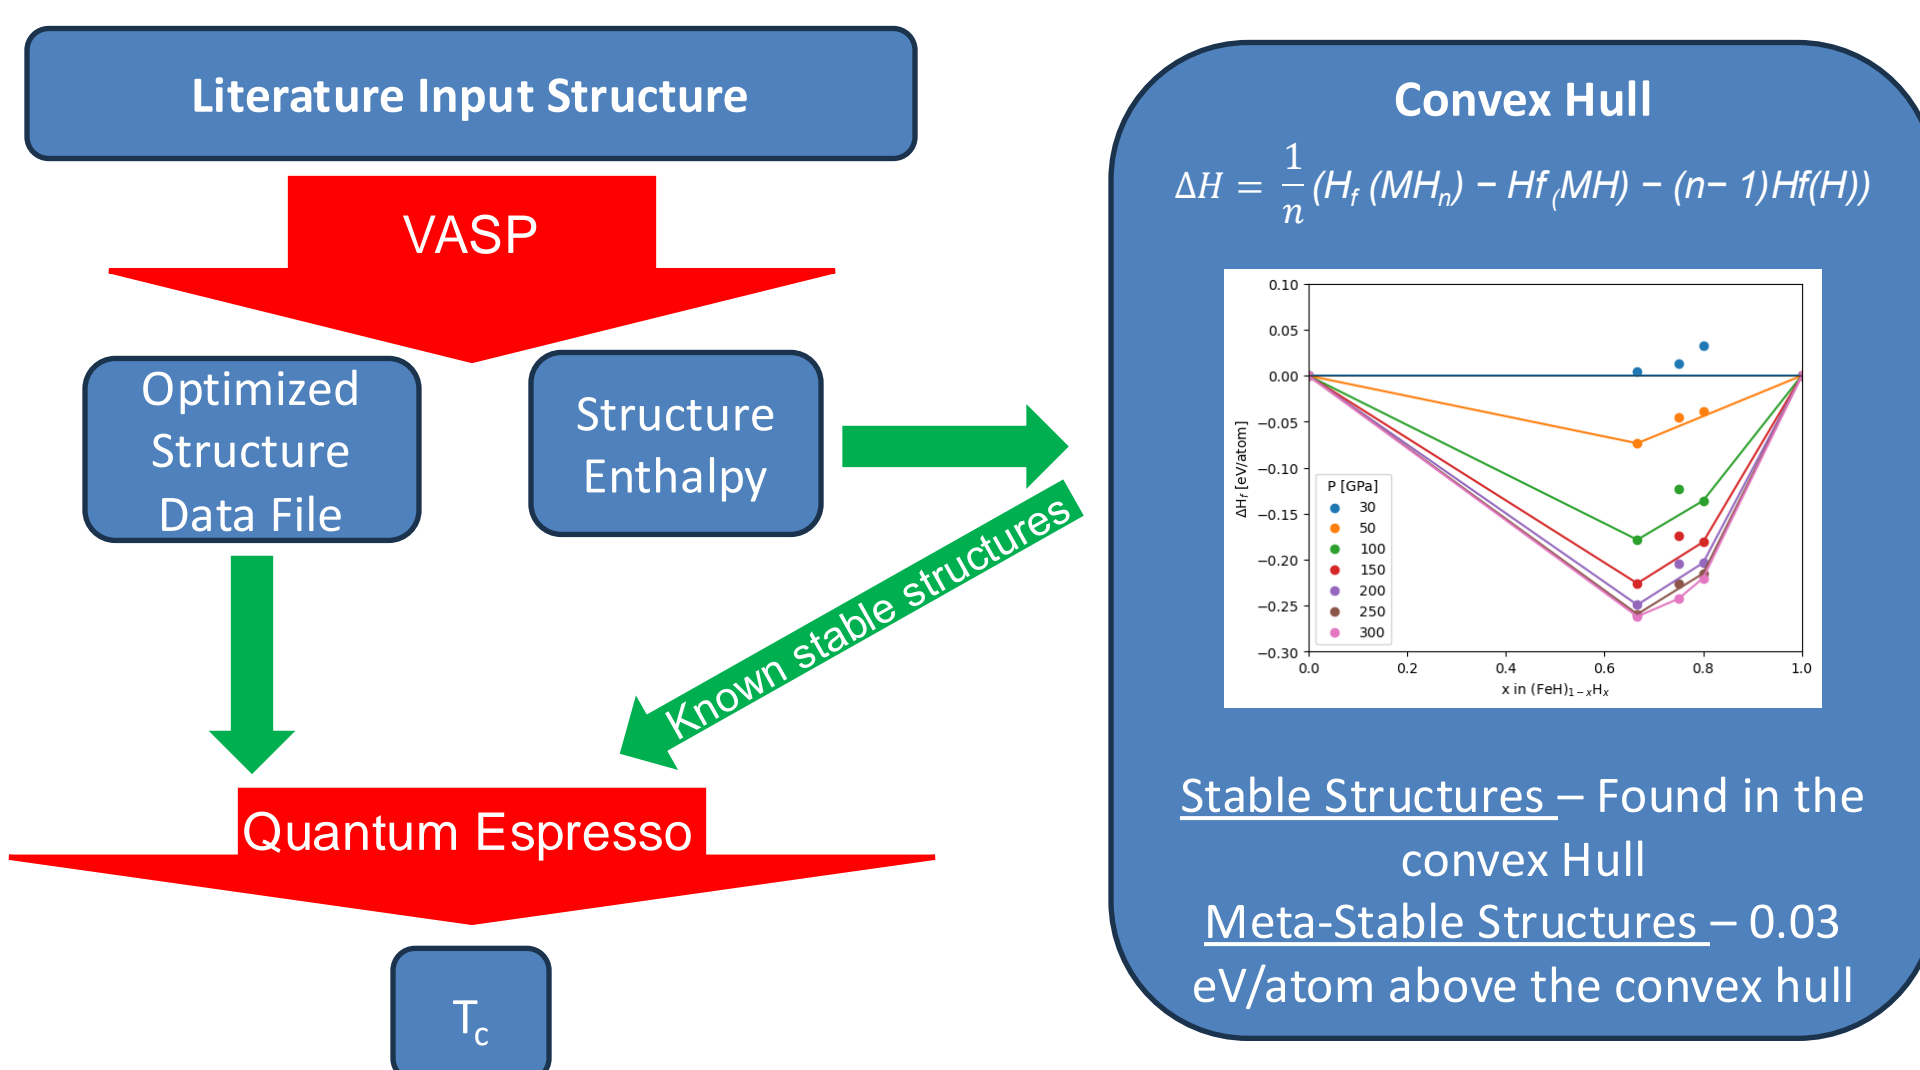 Literature Input Structure
VASP
Optimized
Structure
Data File
Structure
Enthalpy
Known stable structures
Quantum Espresso
Tc
Convex Hull
ΔH = 1/n (Hf (MHn) − Hf (MH) − (n− 1)Hf(H))
0.10
0.05
0.00
−0.05
−0.10
−0.15
−0.20
−0.25
−0.30
ΔHf [eV/atom]
P [GPa]
30
50
100
150
200
250
300
0.0 0.2 0.4 0.6 0.8 1.0
x in (FeH)1−xHx
Stable Structures – Found in the
convex Hull
Meta-Stable Structures – 0.03
eV/atom above the convex hull